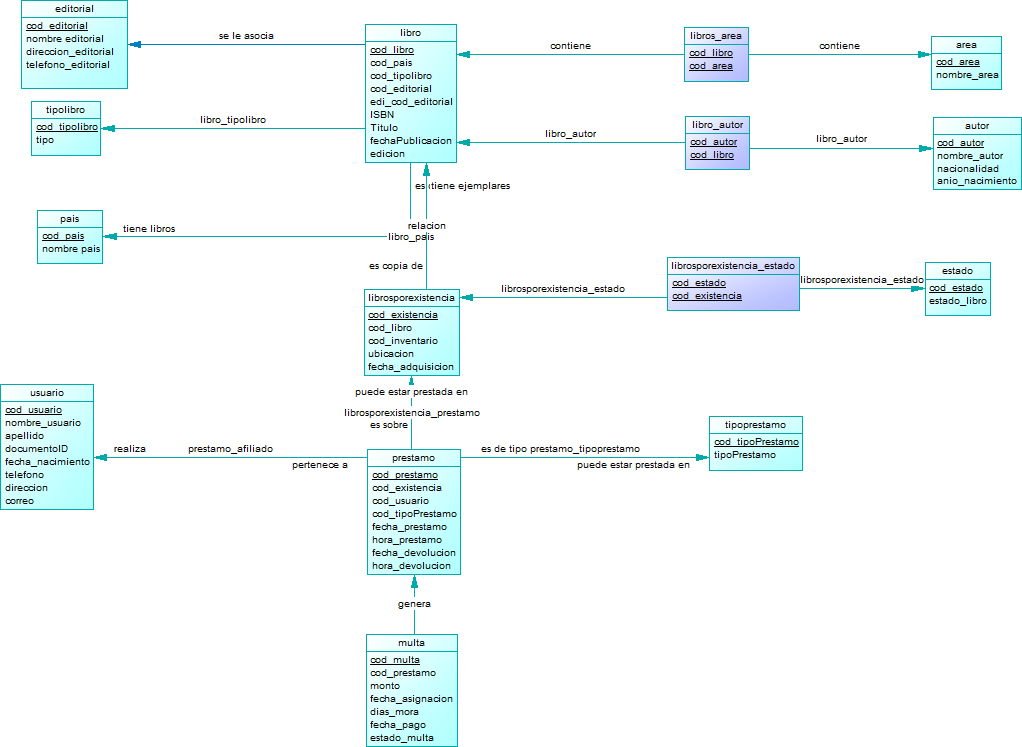 editorial
cod_editorial
nombre editorial
direccion_editorial
telefono_editorial
se le asocia
libro
cod_libro
cod_pais
cod_tipolibro
cod_editorial
edi_cod_editorial
ISBN
Titulo
fechaPublicacion
edicion
contiene
libros_area
cod_libro
cod_area
contiene
area
cod_area
nombre_area
tipolibro
cod_tipolibro
tipo
libro_tipolibro
libro_autor
libro_autor
cod_autor
cod_libro
libro_autor
autor
cod_autor
nombre_autor
nacionalidad
anio_nacimiento
es
tiene ejemplares
pais
cod_pais
nombre pais
tiene libros
relacion
libro_pais
es copia de
librosporexistencia
cod_existencia
cod_libro
cod_inventario
ubicacion
fecha_adquisicion
librosporexistencia_estado
librosporexistencia_estado
cod_estado
cod_existencia
librosporexistencia_estado
estado
cod_estado
estado_libro
puede estar prestada en
librosporexistencia_prestamo
es sobre
usuario
cod_usuario
nombre_usuario
apellido
documentoID
fecha_nacimiento
telefono
direccion
correo
realiza
prestamo_afiliado
pertenece a
prestamo
cod_prestamo
cod_existencia
cod_usuario
cod_tipoPrestamo
fecha_prestamo
hora_prestamo
fecha_devolucion
hora_devolucion
es de tipo prestamo_tipoprestamo
puede estar prestada en
tipoprestamo
cod_tipoPrestamo
tipoPrestamo
genera
multa
cod_multa
cod_prestamo
monto
fecha_asignacion
dias_mora
fecha_pago
estado_multa